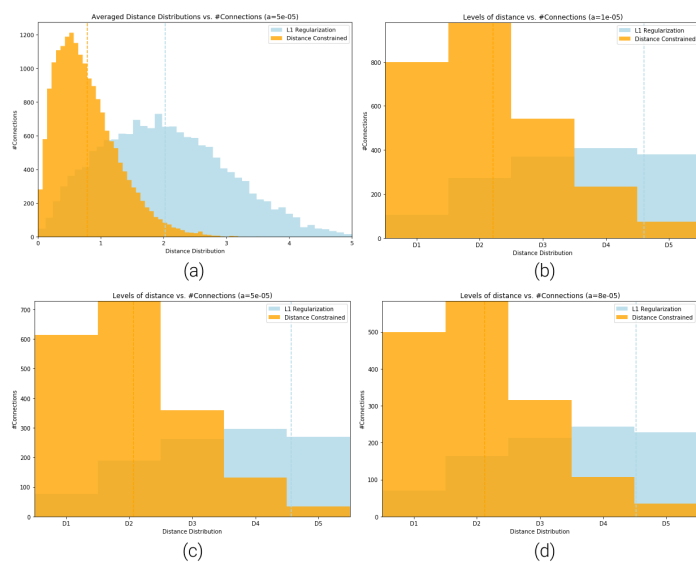 Averaged Distance Distributions vs. #Connections (a=5e-05)
L1 Regularization
Distance Constrained
#Connections
1200
1000
800
600
400
200
0
0 1 2 3 4 5
Distance Distribution
(a)
Levels of distance vs. #Connections (a=1e-05)
L1 Regularization
Distance Constrained
#Connections
800
600
400
200
0
D1 D2 D3 D4 D5
Distance Distribution
(b)
Levels of distance vs. #Connections (a=5e-05)
L1 Regularization
Distance Constrained
#Connections
700
600
500
400
300
200
100
0
D1 D2 D3 D4 D5
Distance Distribution
(c)
Levels of distance vs. #Connections (a=8e-05)
L1 Regularization
Distance Constrained
#Connections
500
400
300
200
100
0
D1 D2 D3 D4 D5
Distance Distribution
(d)